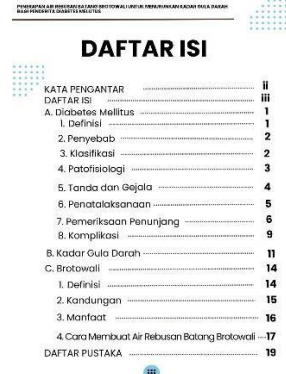 PENERAPAN AIR REBUSAN BATANG BROTOWALI UNTUK MENURUNKAN KADAR GULA DARAH
BAGI PENDERITA DIABETES MELITUS
DAFTAR ISI
KATA PENGANTAR ii
DAFTAR ISI iii
A. Diabetes Mellitus 1
1. Definisi 1
2. Penyebab 2
3. Klasifikasi 2
4. Patofisiologi 3
5. Tanda dan Gejala 4
6. Penatalaksanaan 5
7. Pemeriksaan Penunjang 6
8. Komplikasi 9
B. Kadar Gula Darah 11
C. Brotowali 14
1. Definisi 14
2. Kandungan 15
3. Manfaat 16
4. Cara Membuat Air Rebusan Batang Brotowali 17
DAFTAR PUSTAKA 19